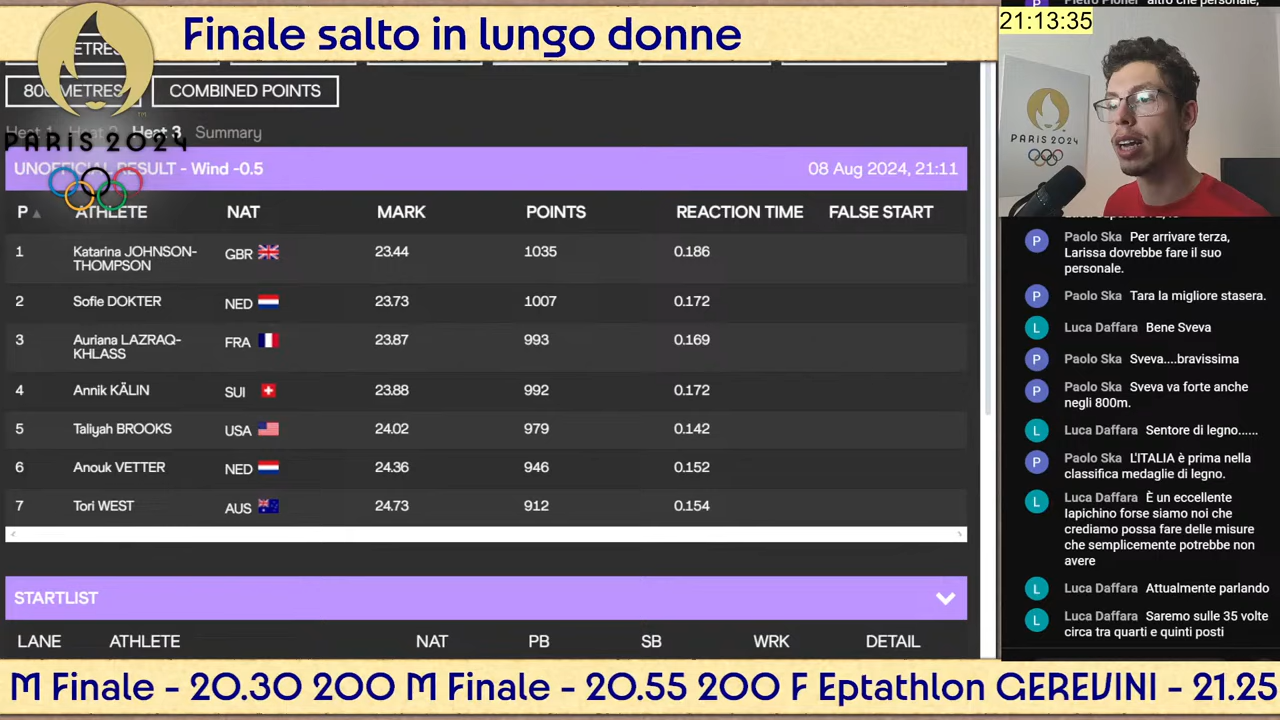 Finale salto in lungo donne
21:13:35
800 METRES
COMBINED POINTS
Heat 1 Heat 2 Heat 3 Summary
PARIS 2024
UNOFFICIAL RESULT - Wind -0.5 08 Aug 2024, 21:11
P ATHLETE NAT MARK POINTS REACTION TIME FALSE START
1 Katarina JOHNSON-THOMPSON GBR 23.44 1035 0.186
2 Sofie DOKTER NED 23.73 1007 0.172
3 Auriana LAZRAQ-KHLASS FRA 23.87 993 0.169
4 Annik KÄLIN SUI 23.88 992 0.172
5 Taliyah BROOKS USA 24.02 979 0.142
6 Anouk VETTER NED 24.36 946 0.152
7 Tori WEST AUS 24.73 912 0.154
STARTLIST
LANE ATHLETE NAT PB SB WRK DETAIL
PARIS 2024
P Paolo Ska Per arrivare terza,
Larissa dovrebbe fare il suo
personale.
P Paolo Ska Tara la migliore stasera.
L Luca Daffara Bene Sveva
P Paolo Ska Sveva....bravissima
P Paolo Ska Sveva va forte anche
negli 800m.
L Luca Daffara Sentore di legno......
P Paolo Ska L'ITALIA è prima nella
classifica medaglie di legno.
L Luca Daffara È un eccellente
Iapichino forse siamo noi che
crediamo possa fare delle misure
che semplicemente potrebbe non
avere
L Luca Daffara Attualmente parlando
L Luca Daffara Saremo sulle 35 volte
circa tra quarti e quinti posti
M Finale - 20.30 200 M Finale - 20.55 200 F Eptathlon GEREVINI - 21.25